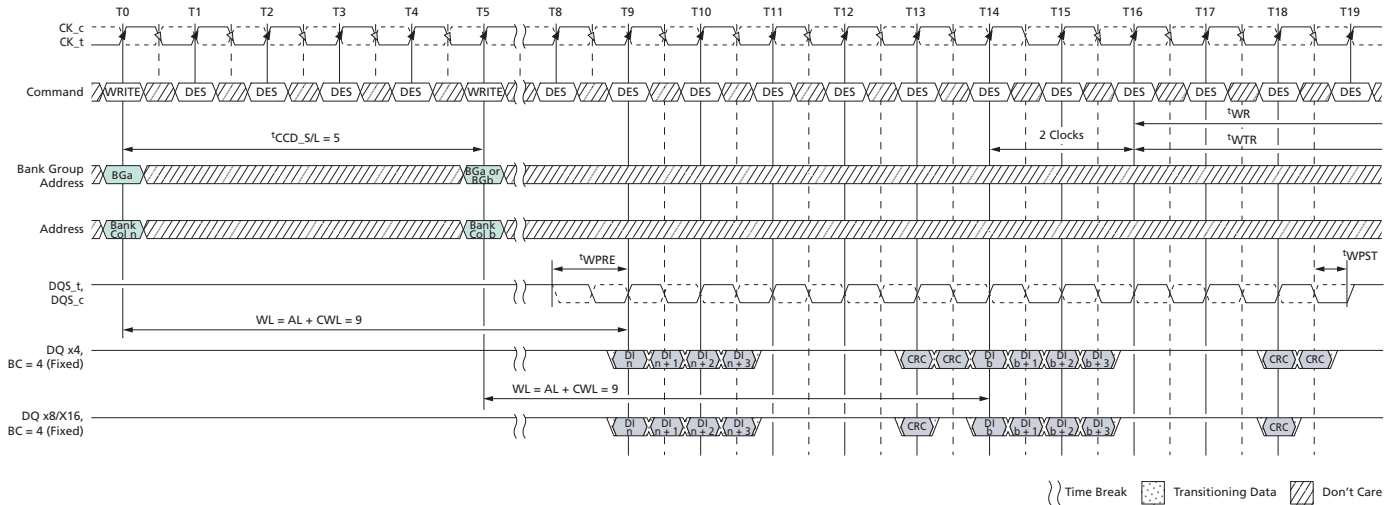 T0 T1 T2 T3 T4 T5 T8 T9 T10 T11 T12 T13 T14 T15 T16 T17 T18 T19
CK_c
CK_t
Command WRITE DES DES DES DES WRITE DES DES DES DES DES DES DES DES DES DES DES DES
tWR
tCCD_S/L = 5 2 Clocks tWTR
Bank Group
Address
BGa
BGa or
BGb
Address
Bank
Col n
Bank
Col b
tWPRE tWPST
DQS_t,
DQS_c
WL = AL + CWL = 9
DQ x4,
BC = 4 (Fixed)
DI
n
DI
n + 1
DI
n + 2
DI
n + 3
CRC CRC
DI
b
DI
b + 1
DI
b + 2
DI
b + 3
CRC CRC
WL = AL + CWL = 9
DQ x8/X16,
BC = 4 (Fixed)
DI
n
DI
n + 1
DI
n + 2
DI
n + 3
CRC
DI
b
DI
b + 1
DI
b + 2
DI
b + 3
CRC
Time Break Transitioning Data Don't Care